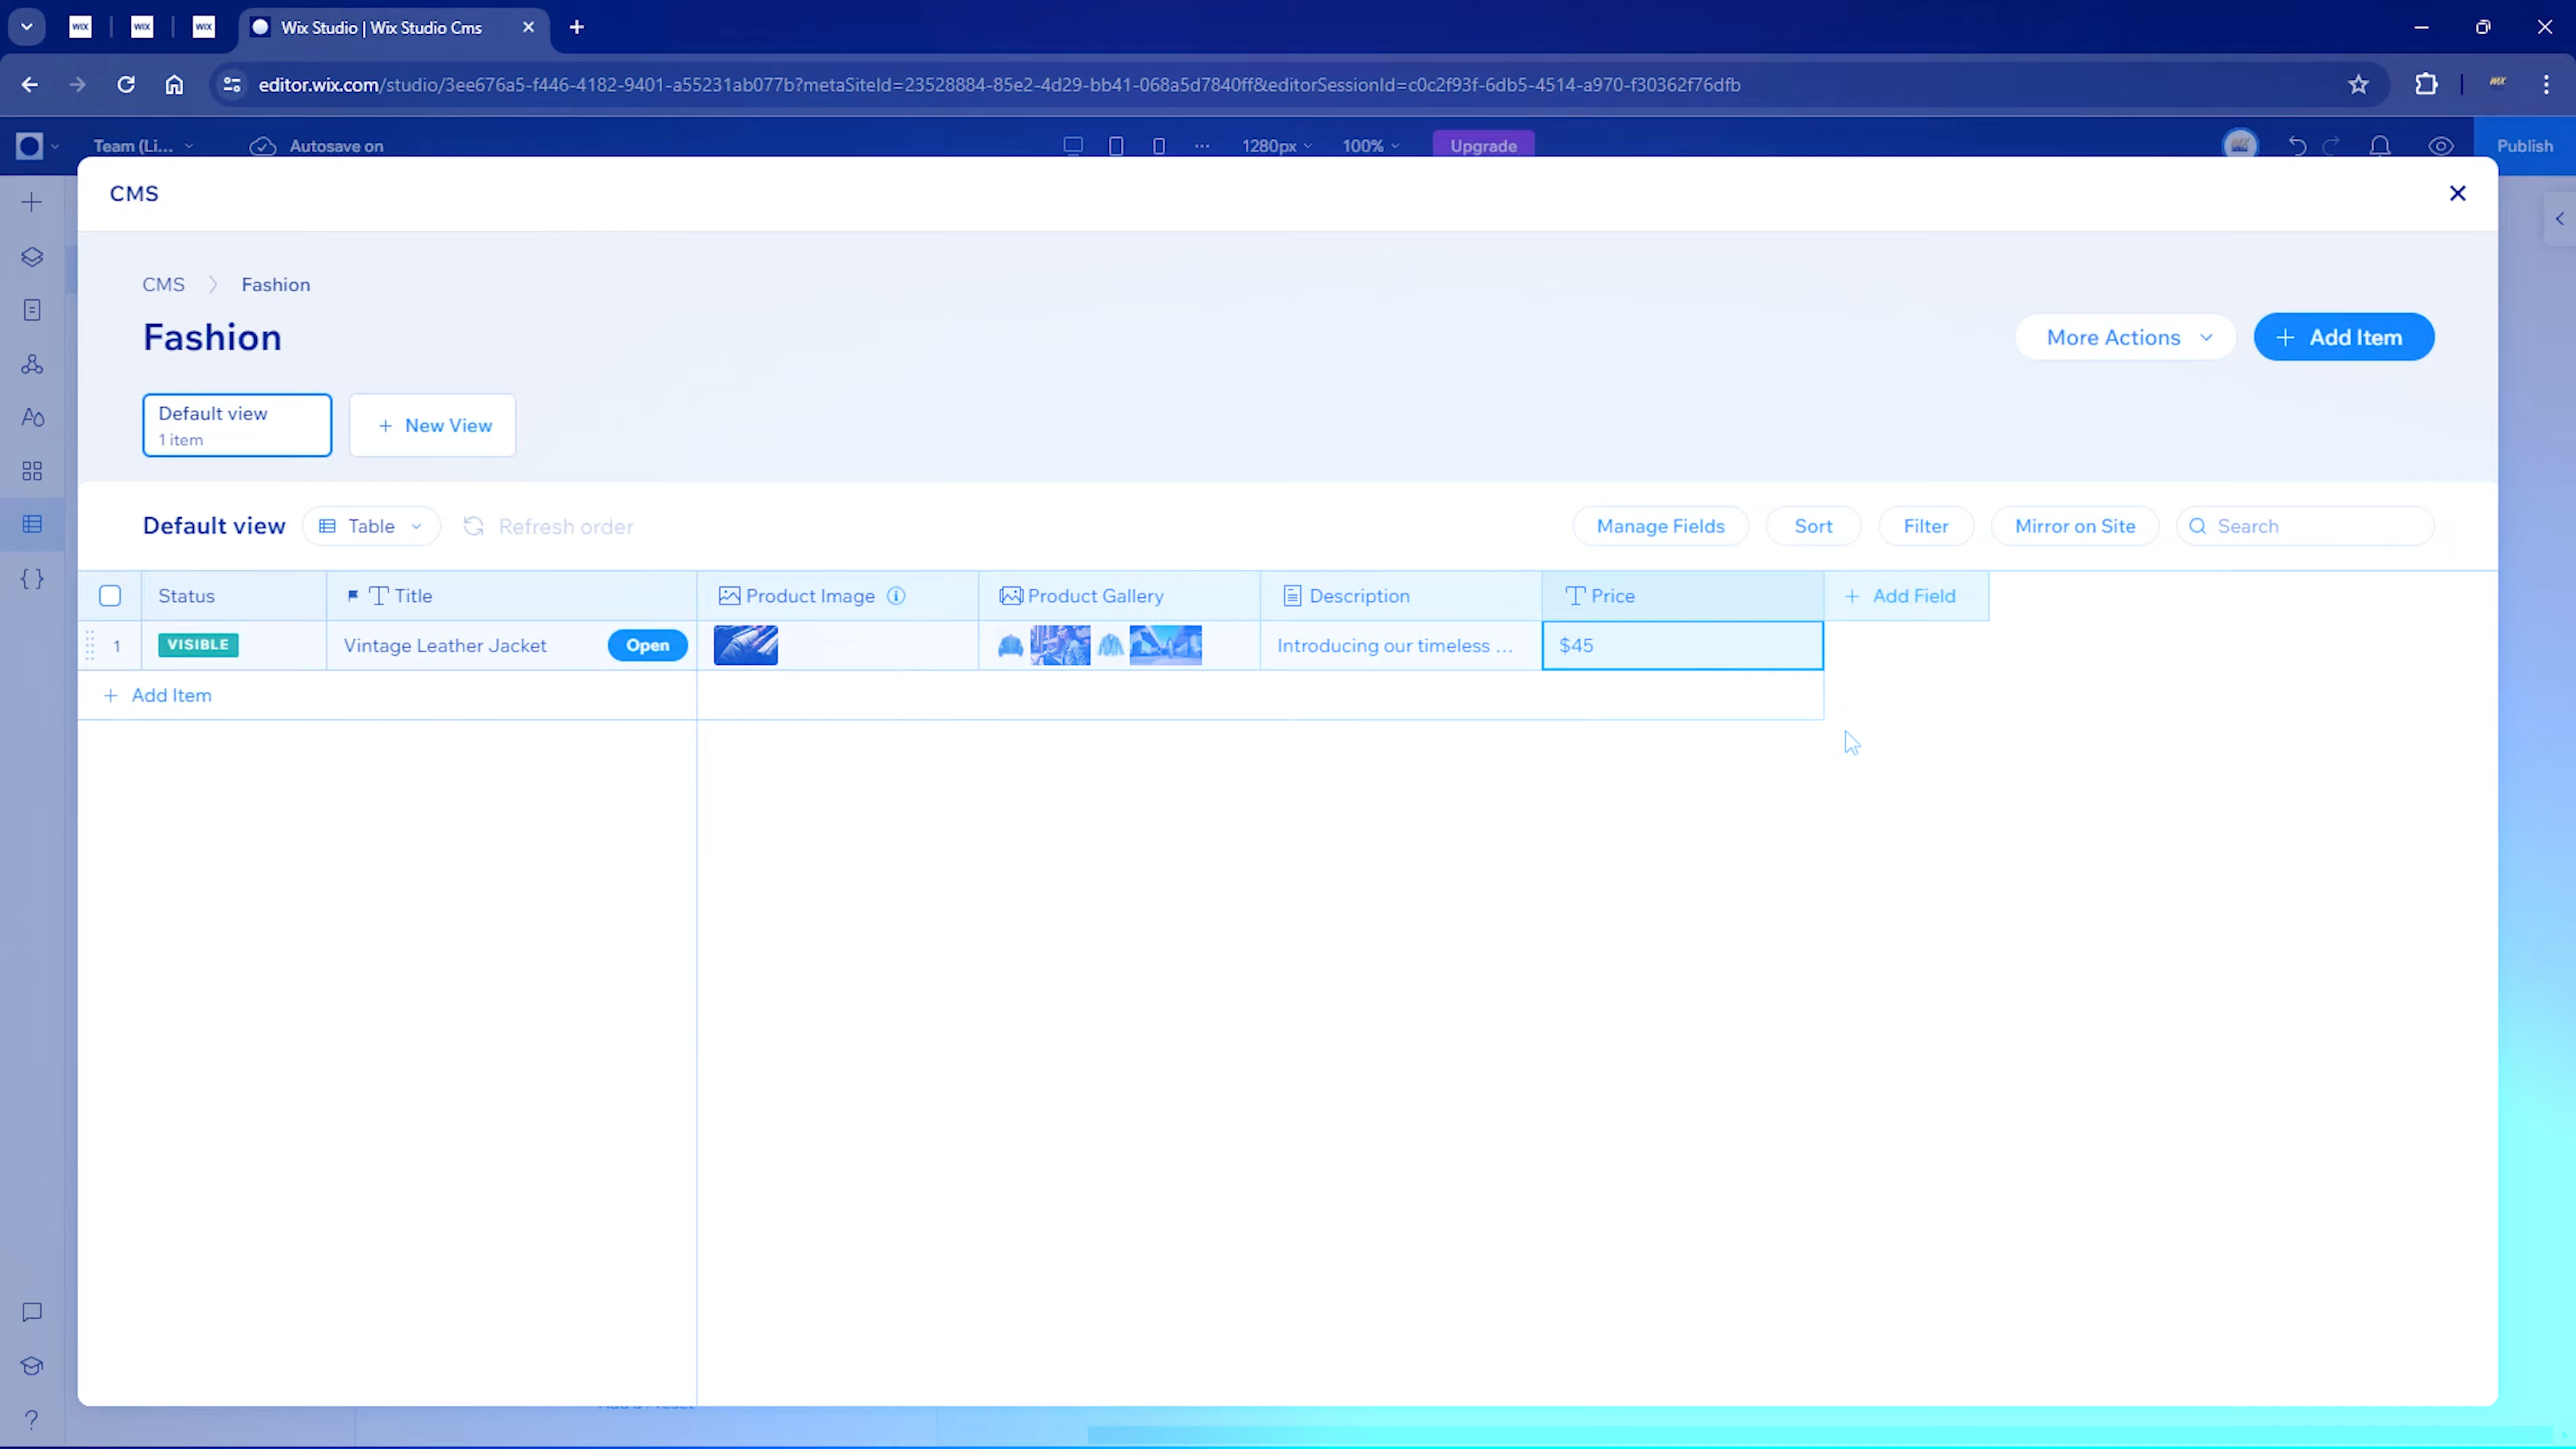 WIX
WIX
WIX
Wix Studio | Wix Studio Cms
editor.wix.com/studio/3ee676a5-f446-4182-9401-a55231ab077b?metaSiteId=23528884-85e2-4d29-bb41-068a5d7840ff&editorSessionId=c0c2f93f-6db5-4514-a970-f30362f76dfb
WIX
Team (Li...
Autosave on
1280px
100%
Upgrade
Publish
CMS
CMS
Fashion
Fashion
More Actions
+ Add Item
Default view
1 item
+ New View
Default view
Table
Refresh order
Manage Fields
Sort
Filter
Mirror on Site
Search
Status
Title
Product Image
Product Gallery
Description
Price
+ Add Field
1
VISIBLE
Vintage Leather Jacket
Open
Introducing our timeless ...
$45
+ Add Item